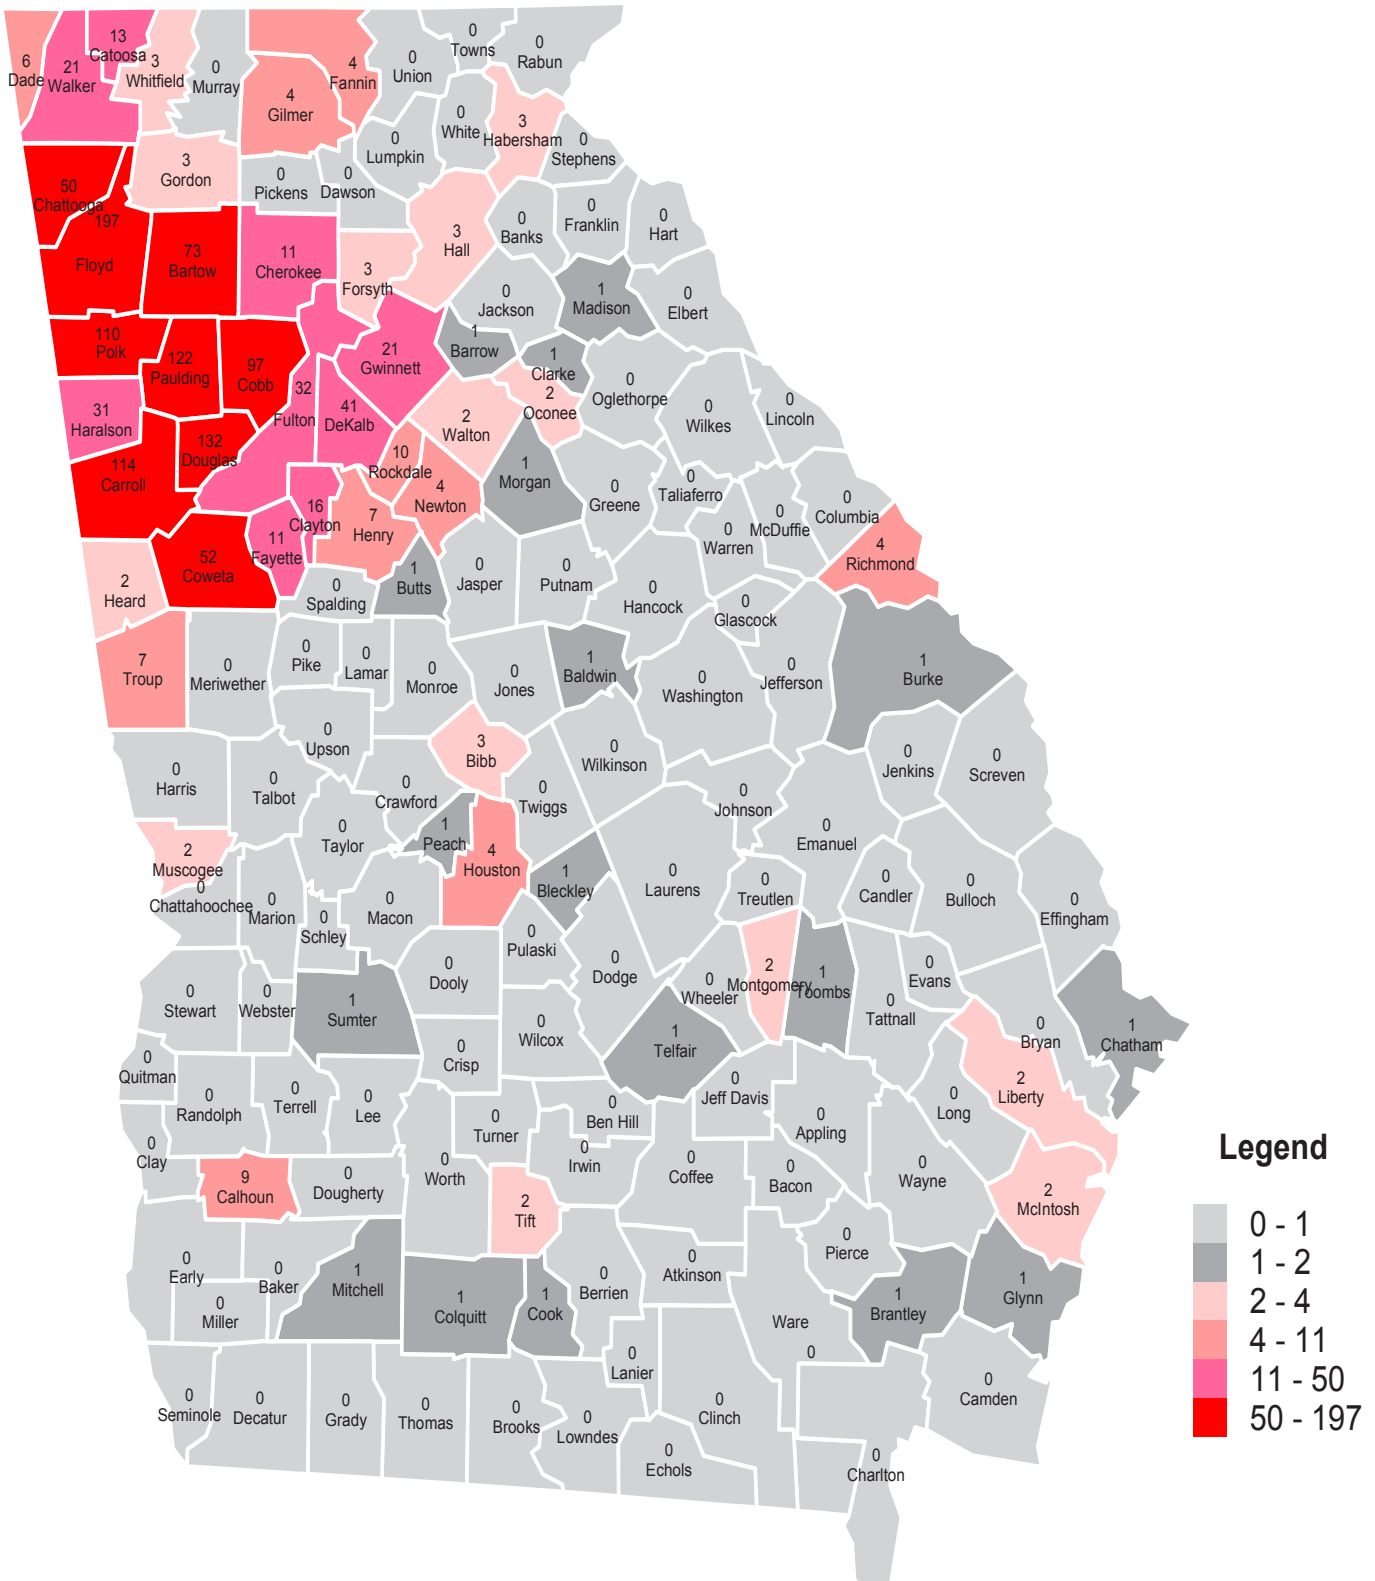 0
Towns
0
Rabun
13
Catoosa
6
Dade
21
Walker
3
Whitfield
0
Murray
4
Fannin
0
Union
4
Gilmer
0
White
3
Habersham
0
Stephens
0
Lumpkin
3
Gordon
0
Pickens
0
Dawson
50
Chattooga
197
Floyd
73
Bartow
11
Cherokee
3
Forsyth
3
Hall
0
Banks
0
Franklin
0
Hart
0
Jackson
1
Madison
0
Elbert
110
Polk
122
Paulding
97
Cobb
21
Gwinnett
1
Barrow
1
Clarke
2
Oconee
0
Oglethorpe
0
Wilkes
0
Lincoln
31
Haralson
132
Douglas
32
Fulton
41
DeKalb
2
Walton
114
Carroll
10
Rockdale
4
Newton
1
Morgan
0
Greene
0
Taliaferro
0
Warren
0
McDuffie
0
Columbia
4
Richmond
16
Clayton
11
Fayette
7
Henry
52
Coweta
2
Heard
0
Spalding
1
Butts
0
Jasper
0
Putnam
0
Hancock
0
Glascock
7
Troup
0
Meriwether
0
Pike
0
Lamar
0
Monroe
0
Jones
1
Baldwin
0
Washington
0
Jefferson
1
Burke
0
Upson
3
Bibb
0
Wilkinson
0
Jenkins
0
Screven
0
Harris
0
Talbot
0
Crawford
0
Twiggs
0
Johnson
0
Emanuel
0
Taylor
1
Peach
4
Houston
1
Bleckley
0
Laurens
0
Treutlen
0
Candler
0
Bulloch
0
Effingham
2
Muscogee
0
Chattahoochee
0
Marion
0
Schley
0
Macon
0
Pulaski
0
Dooly
0
Dodge
0
Wheeler
2
Montgomery
1
Toombs
0
Tattnall
0
Evans
0
Bryan
1
Chatham
0
Stewart
0
Webster
1
Sumter
0
Crisp
0
Wilcox
1
Telfair
0
Quitman
0
Randolph
0
Terrell
0
Lee
0
Turner
0
Ben Hill
0
Jeff Davis
0
Appling
0
Long
2
Liberty
0
Clay
9
Calhoun
0
Dougherty
0
Worth
2
Tift
0
Irwin
0
Coffee
0
Bacon
0
Wayne
2
McIntosh
0
Early
0
Baker
0
Miller
1
Mitchell
1
Colquitt
1
Cook
0
Berrien
0
Atkinson
0
Pierce
Ware
0
1
Brantley
1
Glynn
0
Seminole
0
Decatur
0
Grady
0
Thomas
0
Brooks
0
Lowndes
0
Lanier
0
Clinch
0
Echols
0
Charlton
0
Camden
Legend
0 - 1
1 - 2
2 - 4
4 - 11
11 - 50
50 - 197